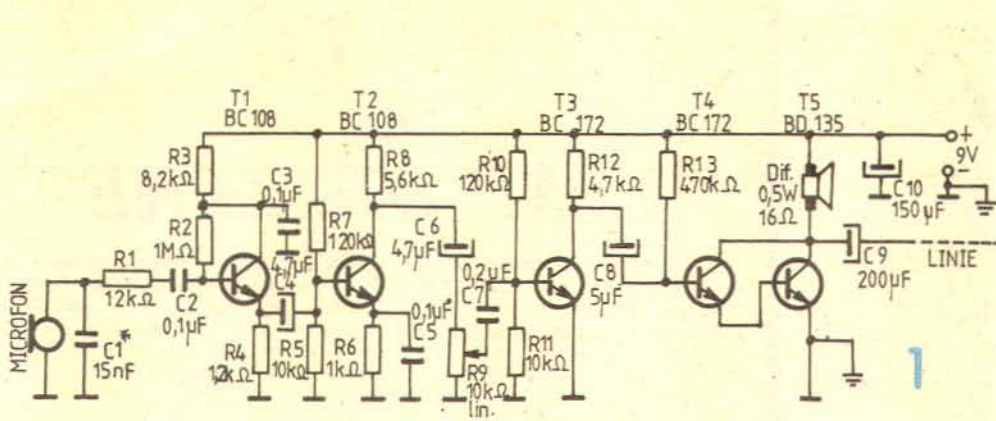 T1
BC 108
T2
BC 108
T3
BC 172
T4
BC 172
T5
BD 135
R3
8,2kΩ
C3
0,1µF
R2
1MΩ
R1
12kΩ
C2
0,1µF
MICROFON
C1*
15nF
R4
1,2kΩ
4,7µF
C4
R5
10kΩ
R7
120kΩ
R6
1kΩ
R8
5,6kΩ
C6
4,7µF
0,1µF
C5
0,2µF
C7
R9
10kΩ
lin.
R10
120kΩ
R11
10kΩ
R12
4,7kΩ
C8
5µF
R13
470kΩ
Dif.
0,5W
16Ω
C10
150µF
+
9V
-
C9
200µF
LINIE
1